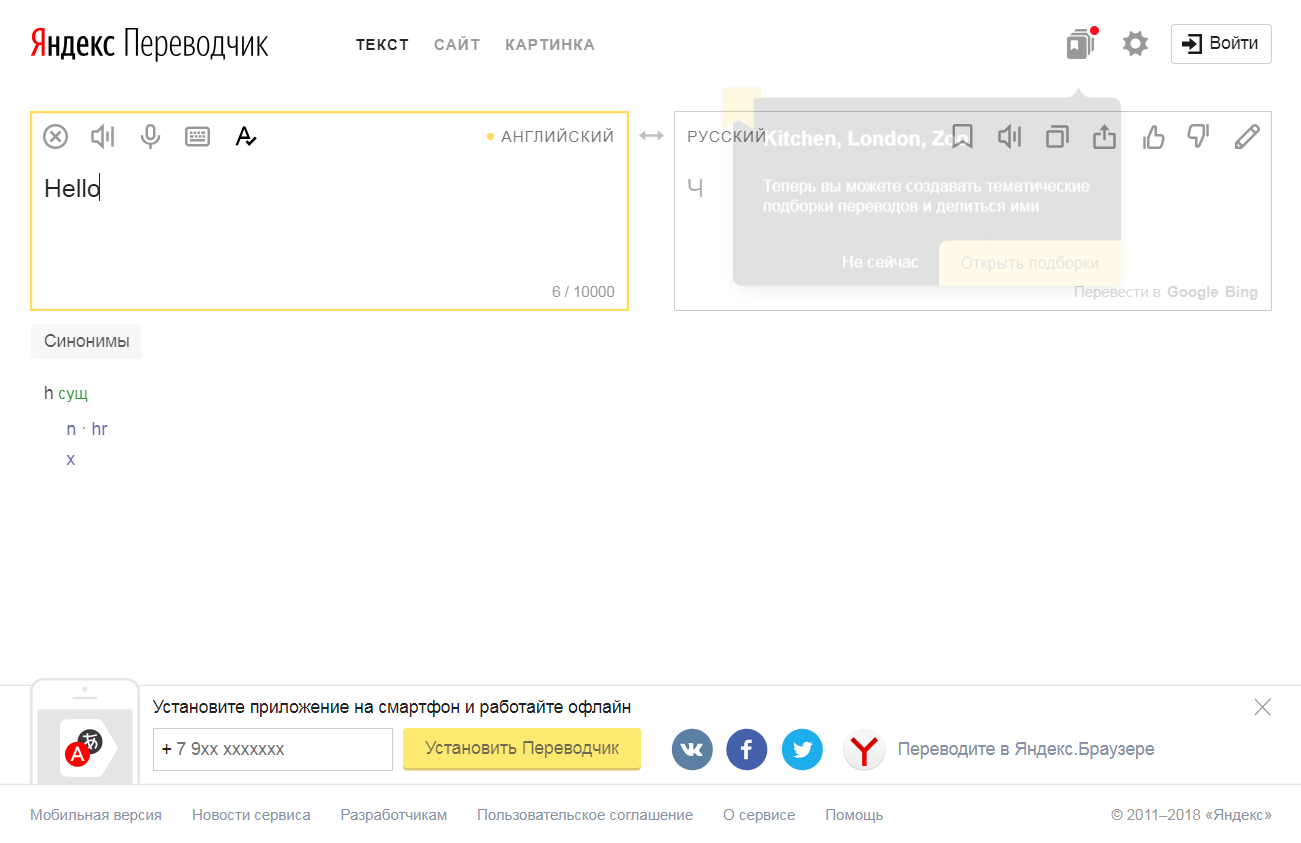 Яндекс Переводчик
ТЕКСТ САЙТ КАРТИНКА
Войти
АНГЛИЙСКИЙ
РУССКИЙ
Hello
6 / 10000
Ч
Kitchen, London, Zoo
Теперь вы можете создавать тематические
подборки переводов и делиться ими
Не сейчас Открыть подборки
Перевести в Google Bing
Синонимы
h сущ
n · hr
x
Установите приложение на смартфон и работайте офлайн
+ 7 9xx xxxxxxx
Установить Переводчик
Переводите в Яндекс.Браузере
Мобильная версия Новости сервиса Разработчикам Пользовательское соглашение О сервисе Помощь © 2011–2018 «Яндекс»